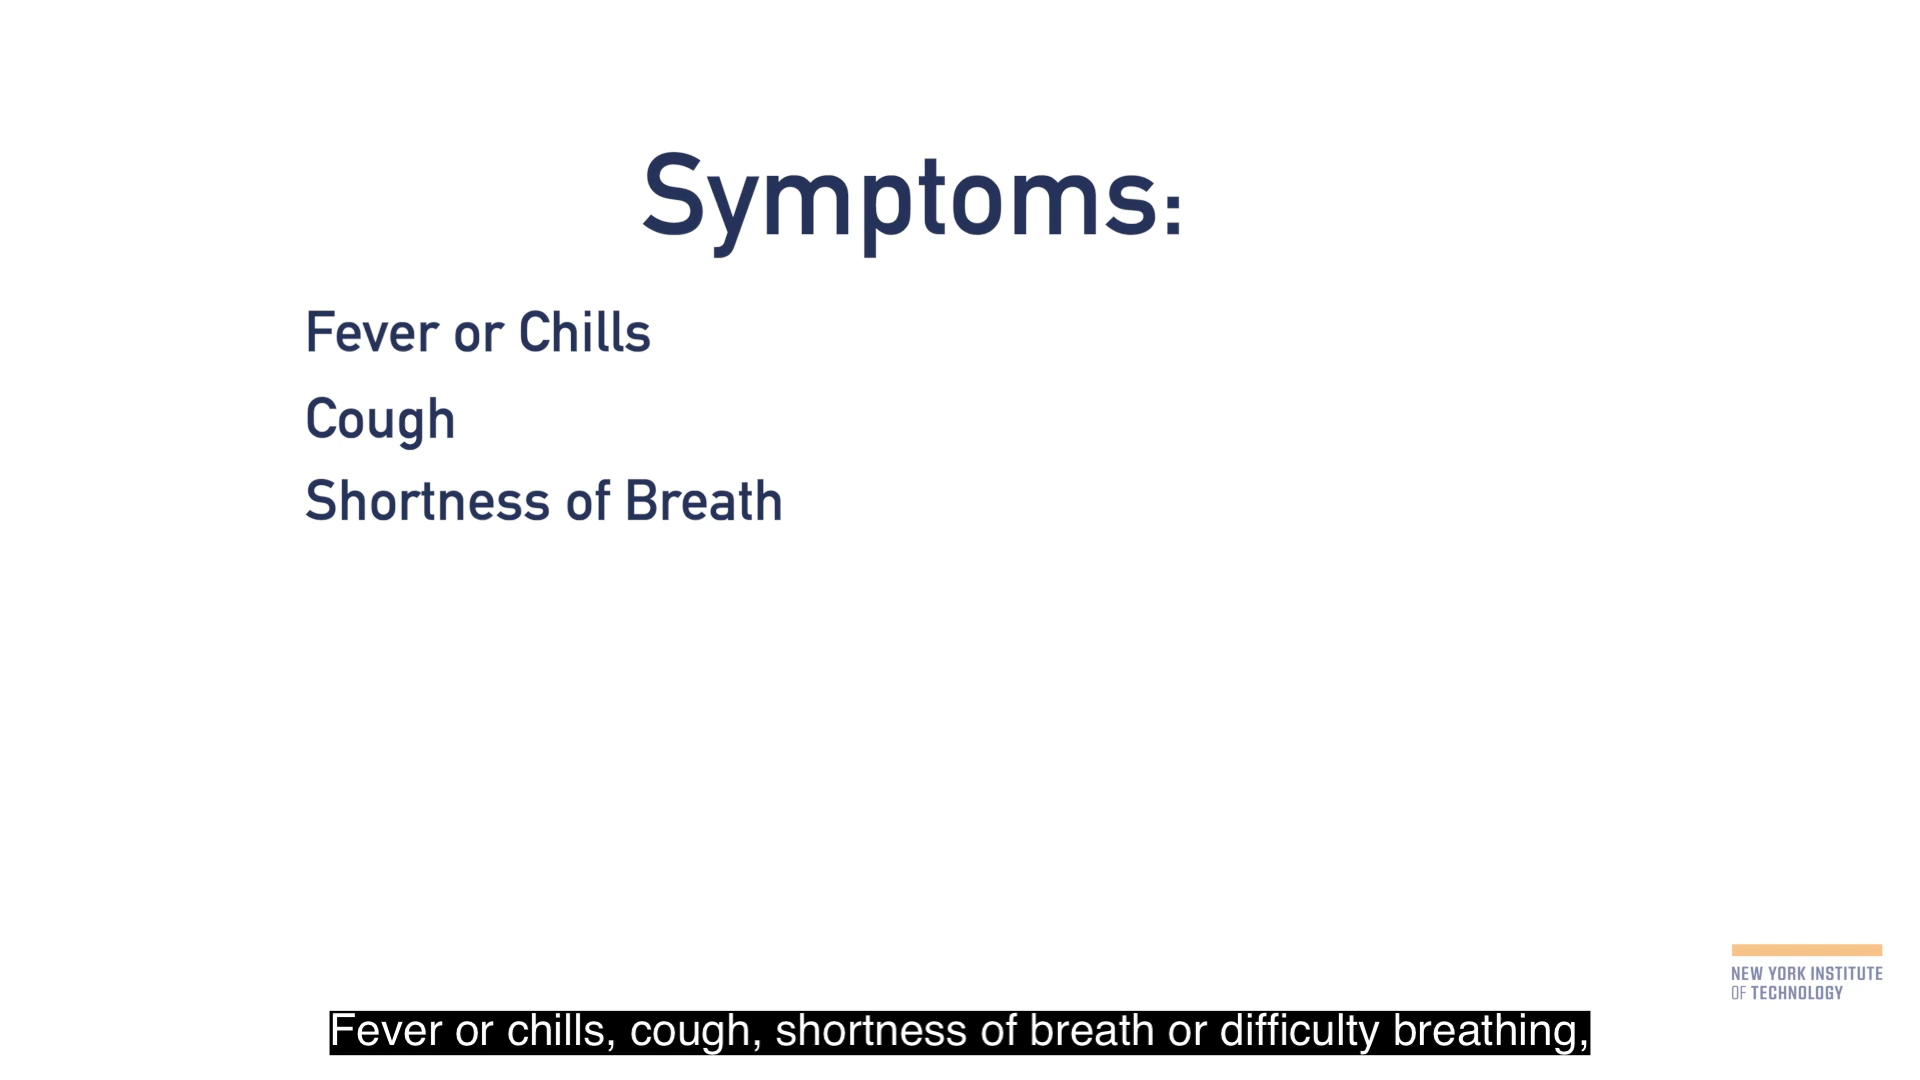 Symptoms:
Fever or Chills
Cough
Shortness of Breath
NEW YORK INSTITUTE
OF TECHNOLOGY
Fever or chills, cough, shortness of breath or difficulty breathing,